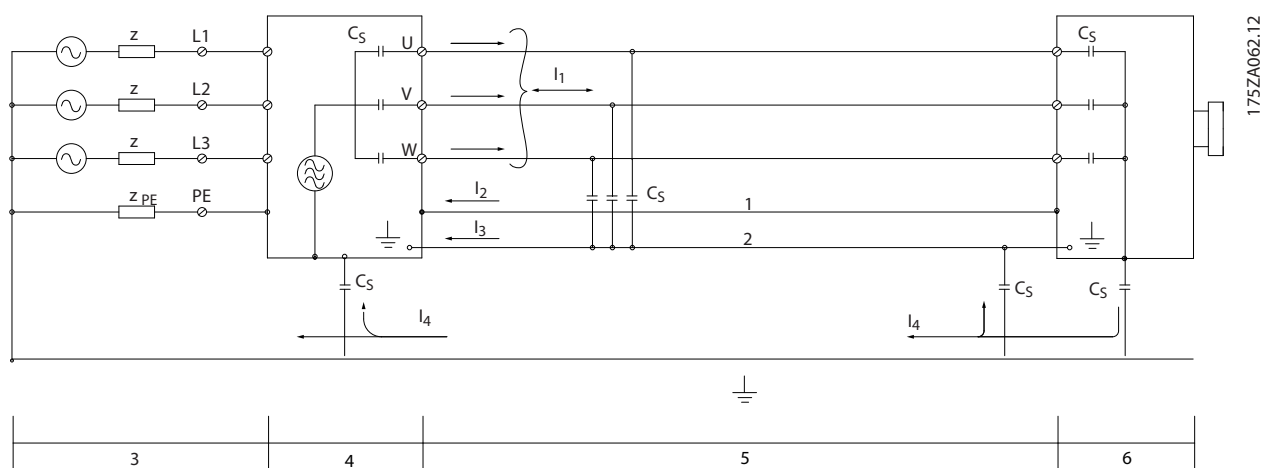 z L1
z L2
z L3
z PE PE
CS U
V
W
I1
I2
I3
CS
1
2
CS
CS
I4
I4
CS
CS
175ZA062.12
3 4 5 6